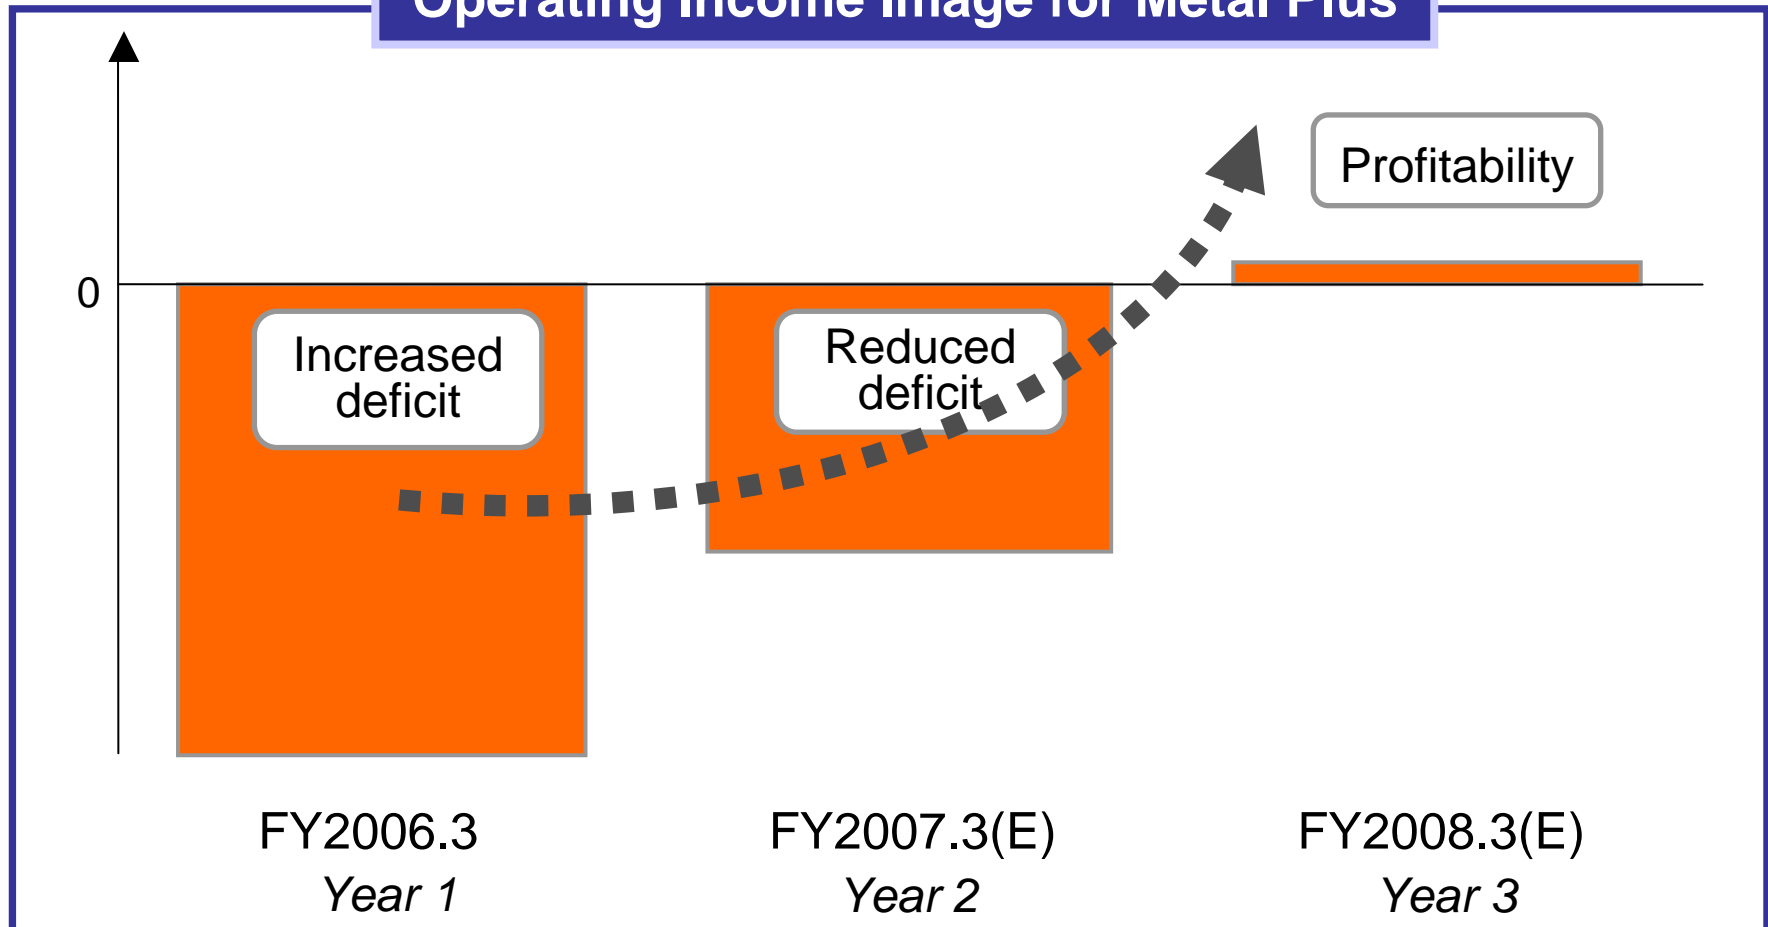 Operating Income Image for Metal Plus
Profitability
0
Increased
deficit
Reduced
deficit
FY2006.3
FY2007.3(E)
FY2008.3(E)
Year 1
Year 2
Year 3